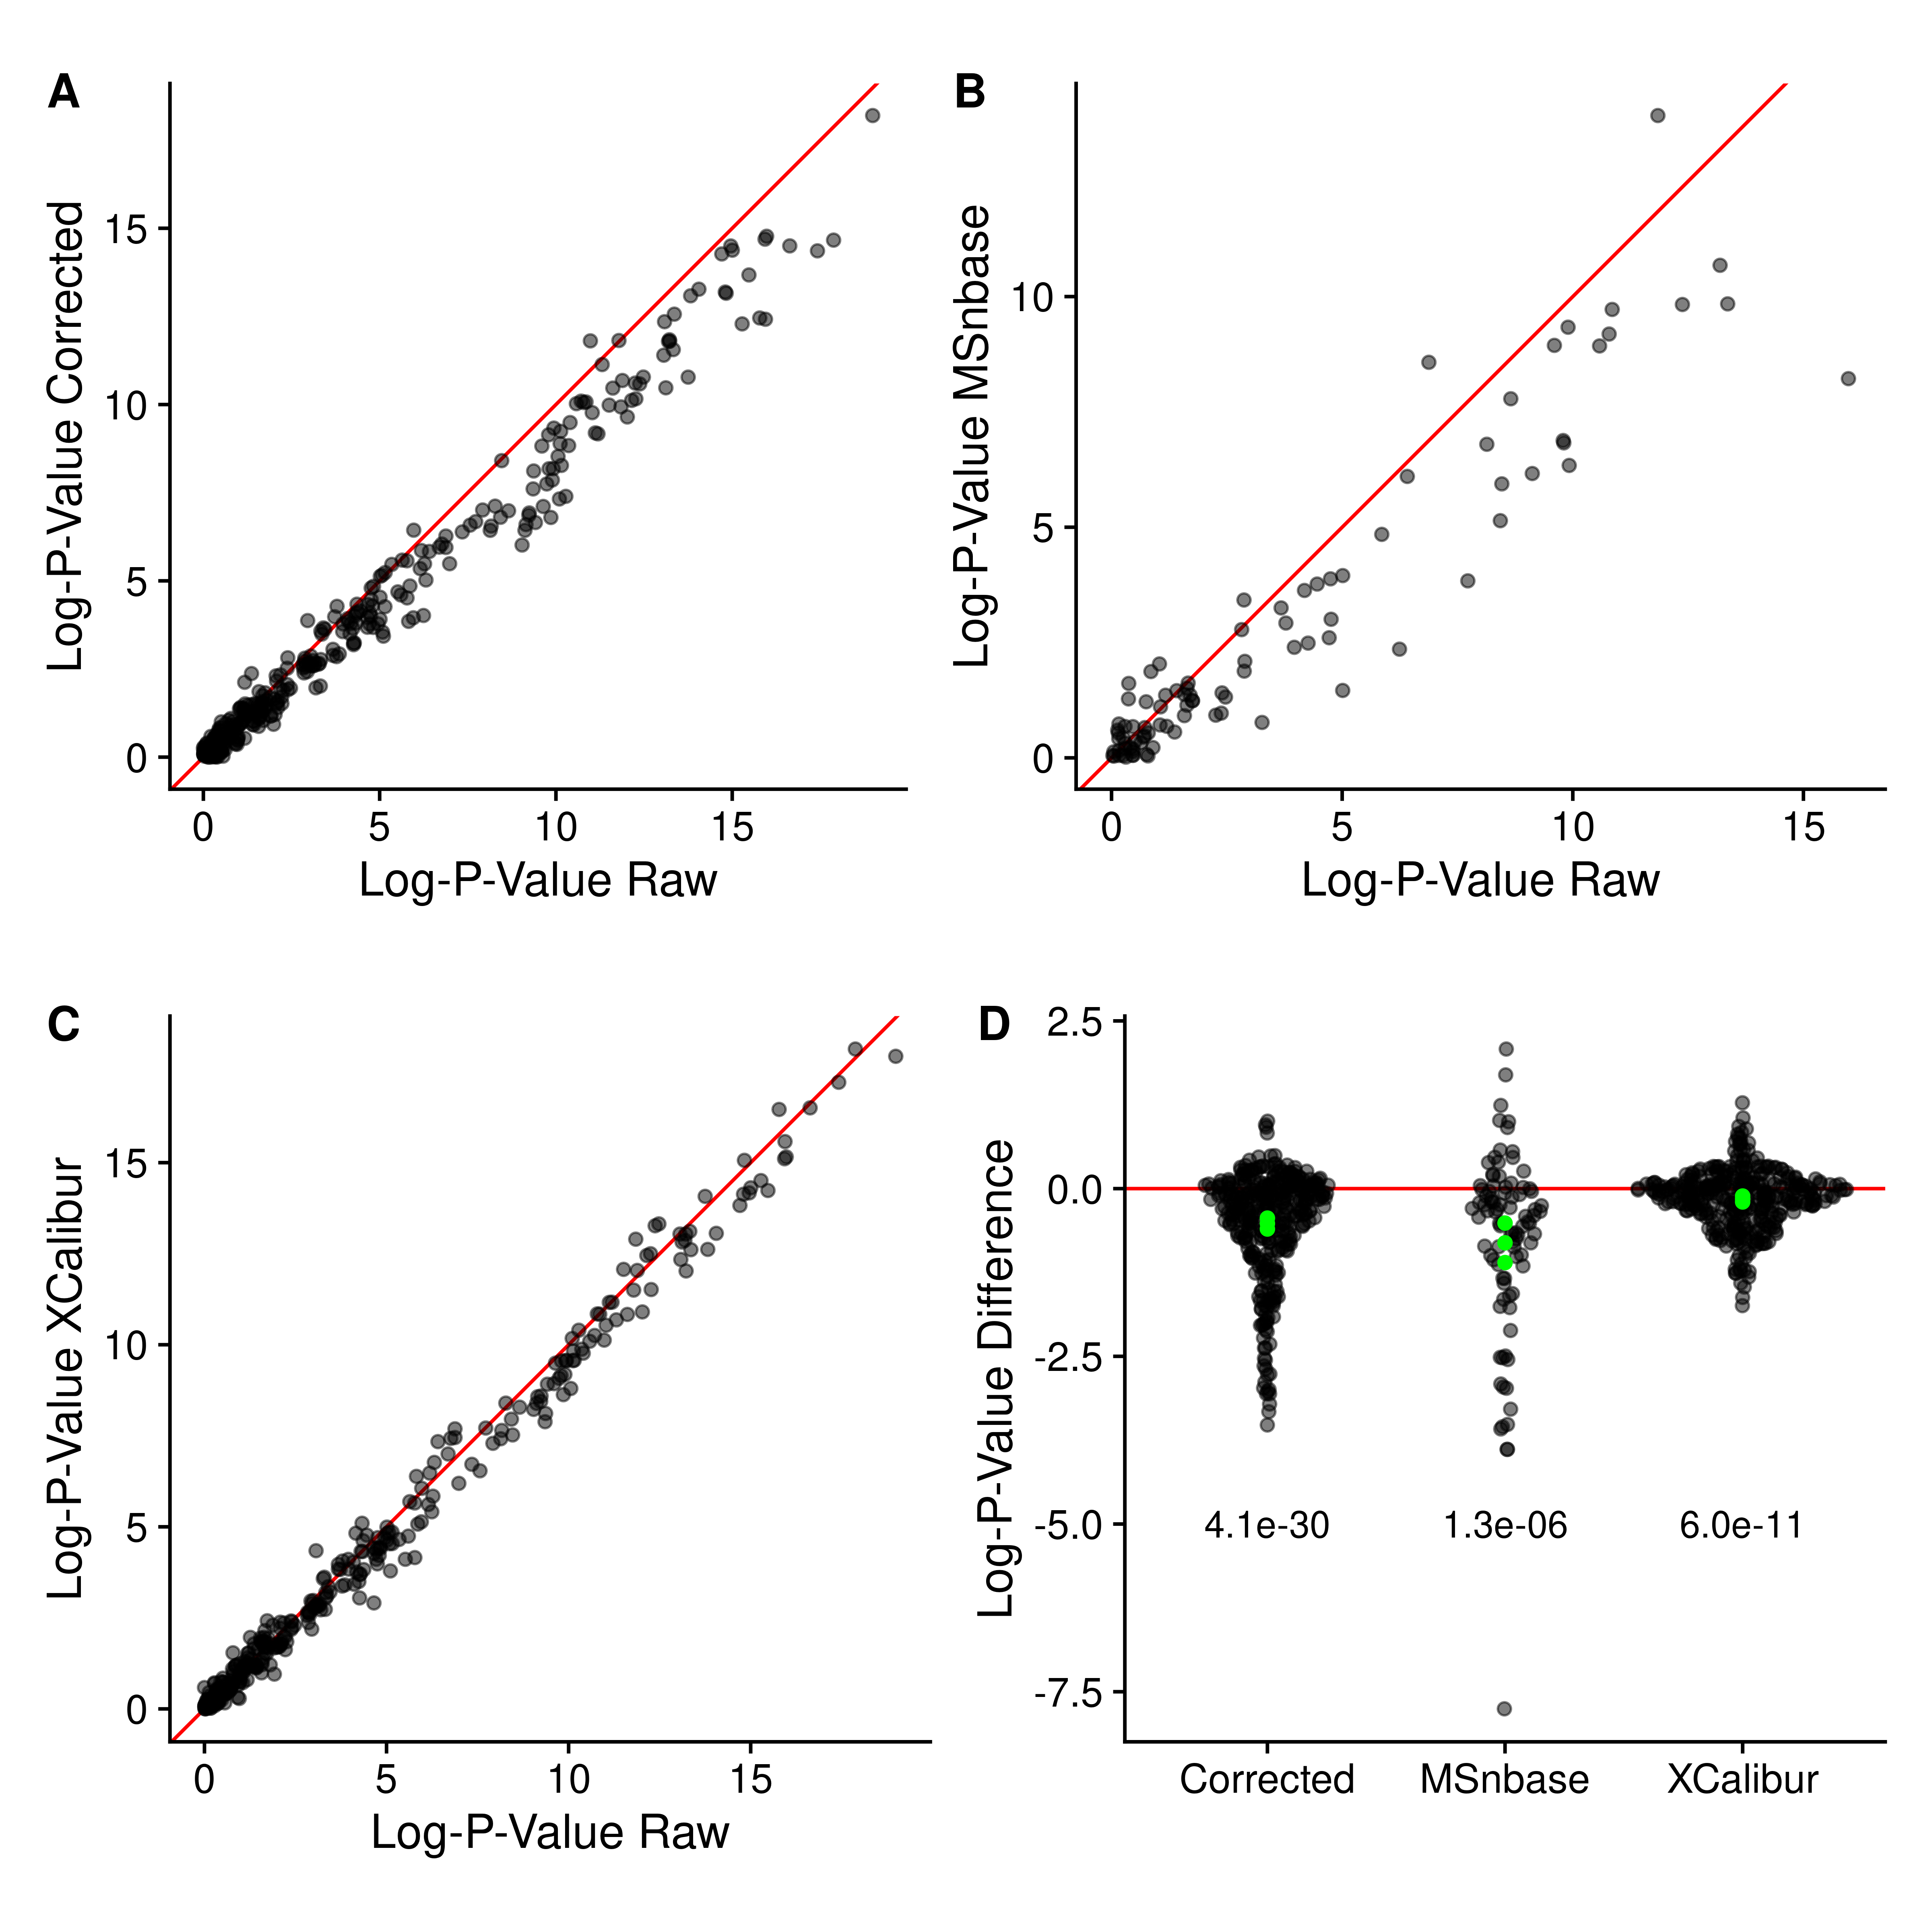 A
Log-P-Value Corrected
15
10
5
0
0 5 10 15
Log-P-Value Raw
B
Log-P-Value MSnbase
10
5
0
0 5 10 15
Log-P-Value Raw
C
Log-P-Value XCalibur
15
10
5
0
0 5 10 15
Log-P-Value Raw
D
Log-P-Value Difference
2.5
0.0
-2.5
-5.0
-7.5
4.1e-30 1.3e-06 6.0e-11
Corrected MSnbase XCalibur